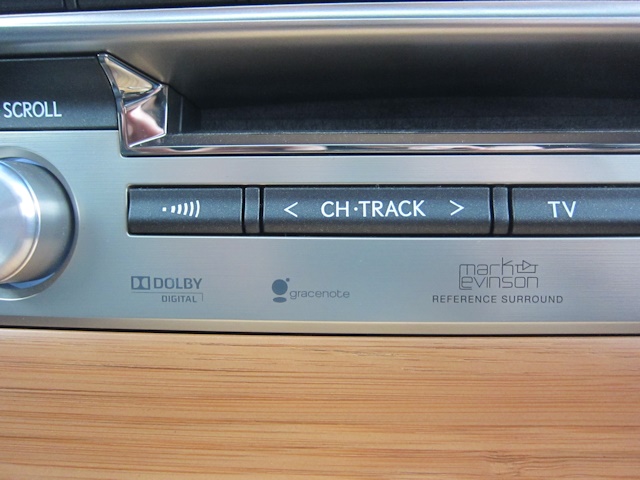 SCROLL
< CH·TRACK >
TV
DOLBY
DIGITAL
gracenote
mark
Levinson
REFERENCE SURROUND